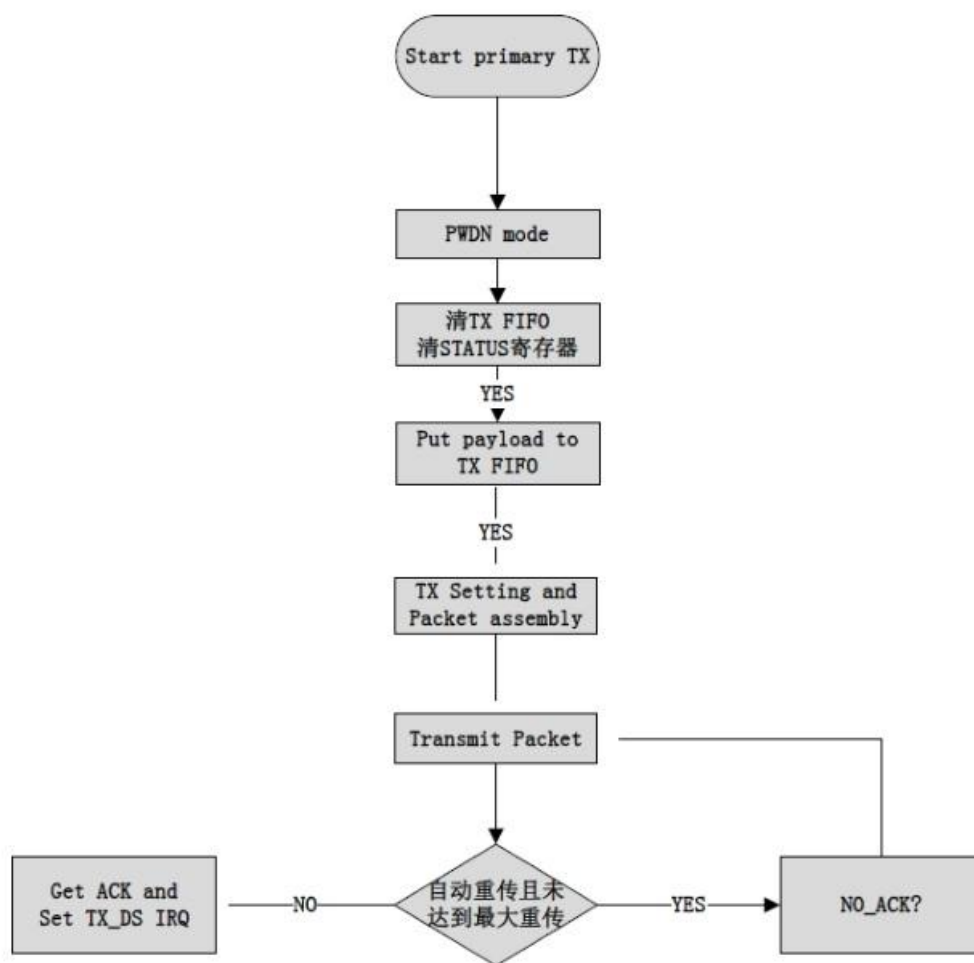 Start primary TX
PWDN mode
清TX FIFO
清STATUS寄存器
YES
Put payload to
TX FIFO
YES
TX Setting and
Packet assembly
Transmit Packet
Get ACK and
Set TX_DS IRQ
NO
自动重传且未
达到最大重传
YES
NO_ACK?